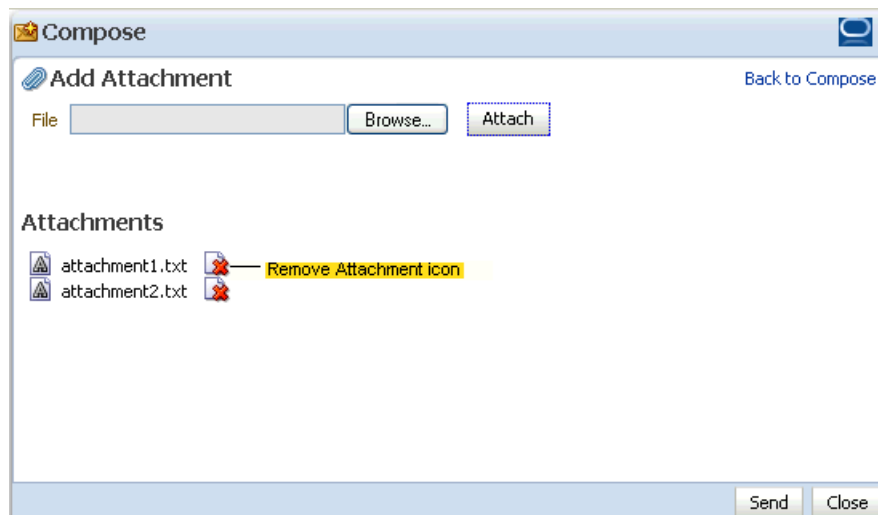 Compose
Add Attachment
Back to Compose
File Browse... Attach
Attachments
attachment1.txt Remove Attachment icon
attachment2.txt
Send Close